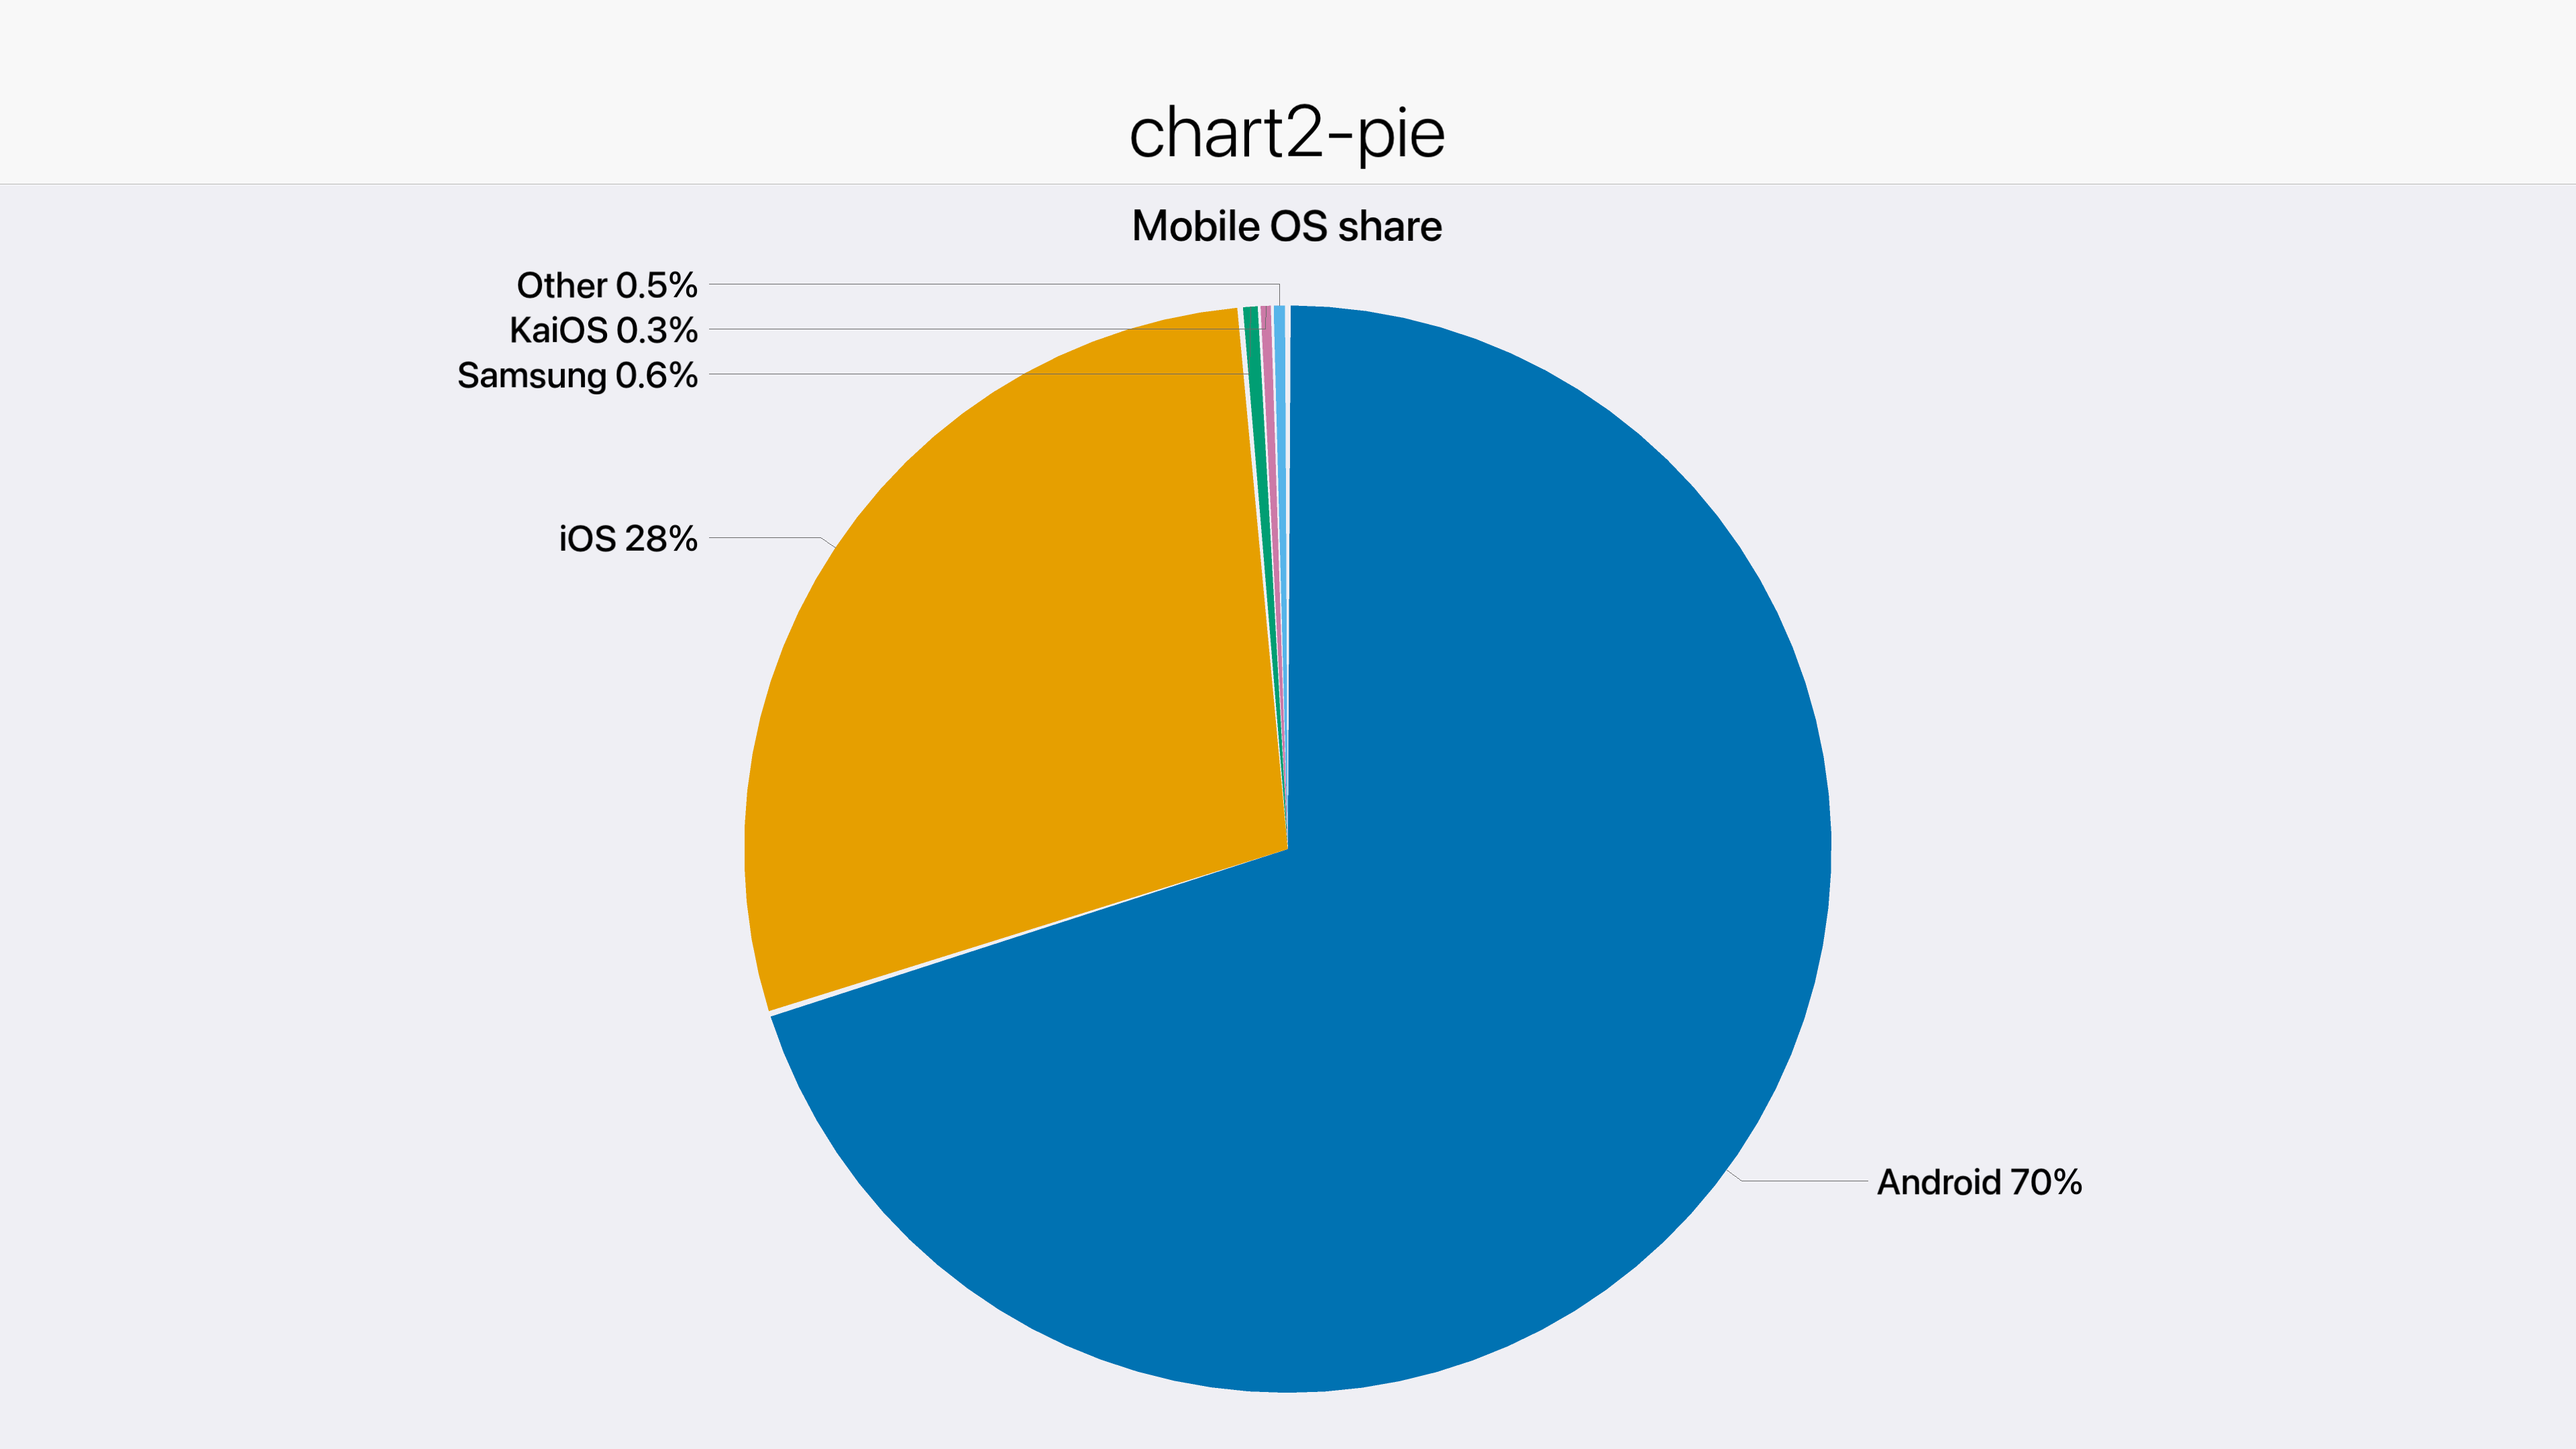 chart2-pie
Mobile OS share
Other 0.5%
KaiOS 0.3%
Samsung 0.6%
iOS 28%
Android 70%